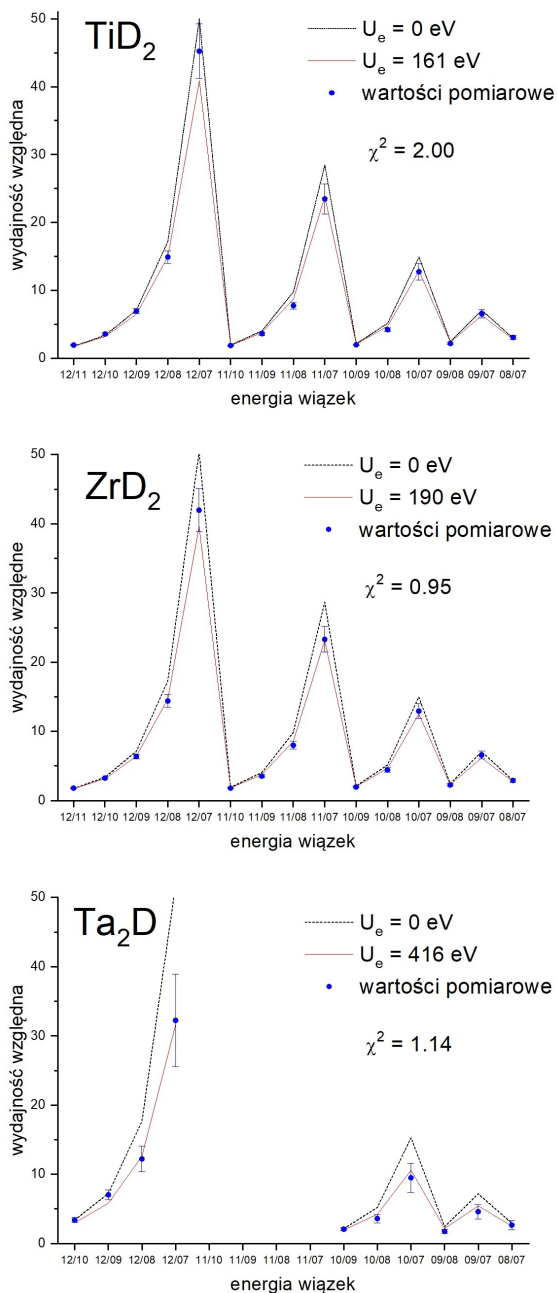 TiD₂
U_e = 0 eV
U_e = 161 eV
wartości pomiarowe
χ² = 2.00
wydajność względna
50
40
30
20
10
0
12/11 12/10 12/09 12/08 12/07 11/10 11/09 11/08 11/07 10/09 10/08 10/07 09/08 09/07 08/07
energia wiązek
ZrD₂
U_e = 0 eV
U_e = 190 eV
wartości pomiarowe
χ² = 0.95
wydajność względne
50
40
30
20
10
0
12/11 12/10 12/09 12/08 12/07 11/10 11/09 11/08 11/07 10/09 10/08 10/07 09/08 09/07 08/07
energia wiązek
Ta₂D
U_e = 0 eV
U_e = 416 eV
wartości pomiarowe
χ² = 1.14
wydajność względna
50
40
30
20
10
0
12/10 12/09 12/08 12/07 11/10 11/09 11/08 11/07 10/09 10/08 10/07 09/08 09/07 08/07
energia wiązek